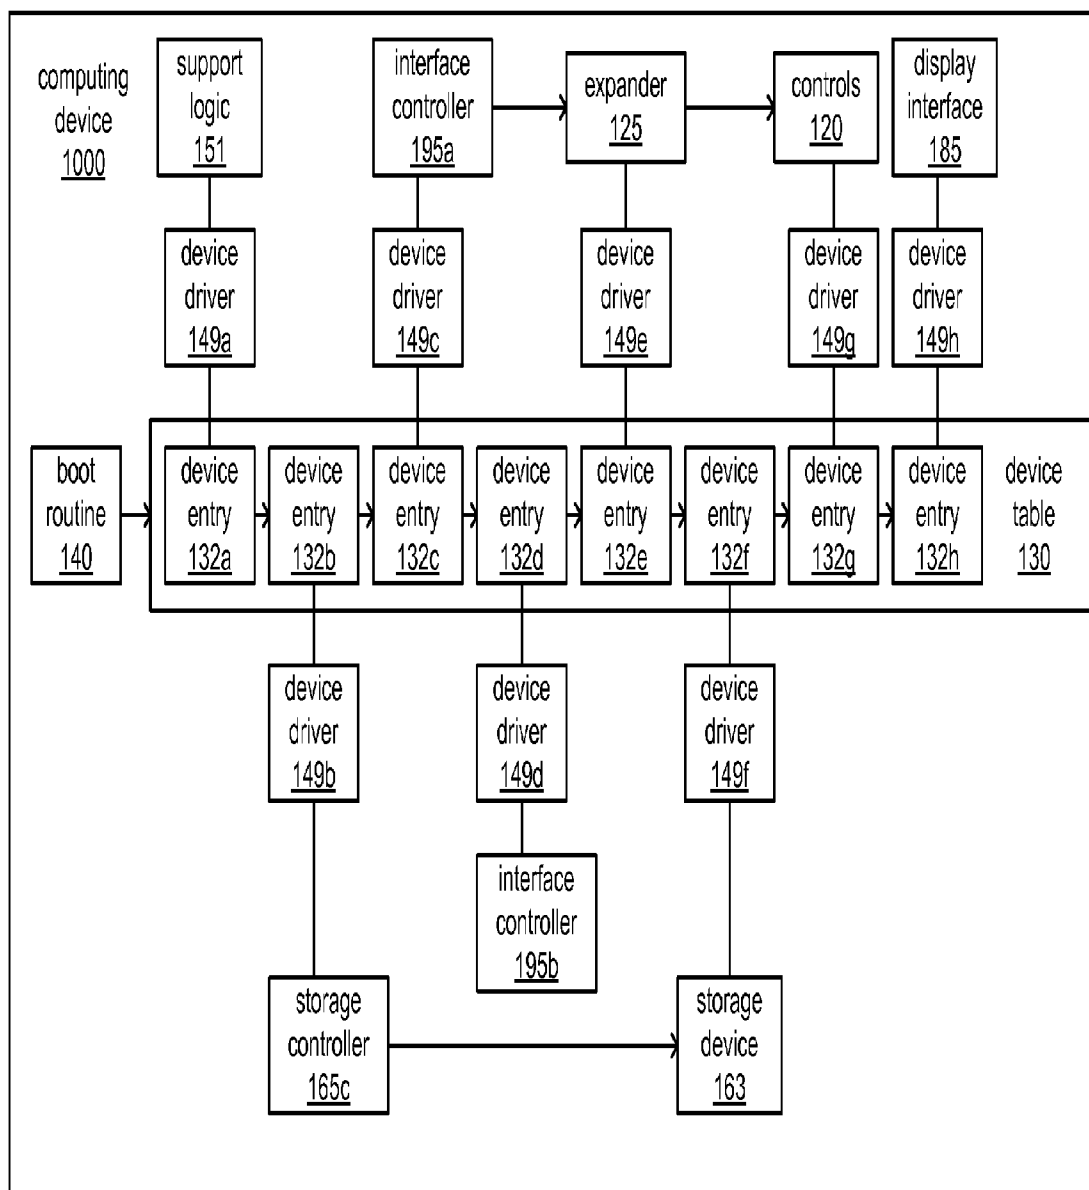 computing
device
1000
support
logic
151
interface
controller
195a
expander
125
controls
120
display
interface
185
device
driver
149a
device
driver
149c
device
driver
149e
device
driver
149g
device
driver
149h
boot
routine
140
device
entry
132a
device
entry
132b
device
entry
132c
device
entry
132d
device
entry
132e
device
entry
132f
device
entry
132g
device
entry
132h
device
table
130
device
driver
149b
device
driver
149d
device
driver
149f
interface
controller
195b
storage
controller
165c
storage
device
163